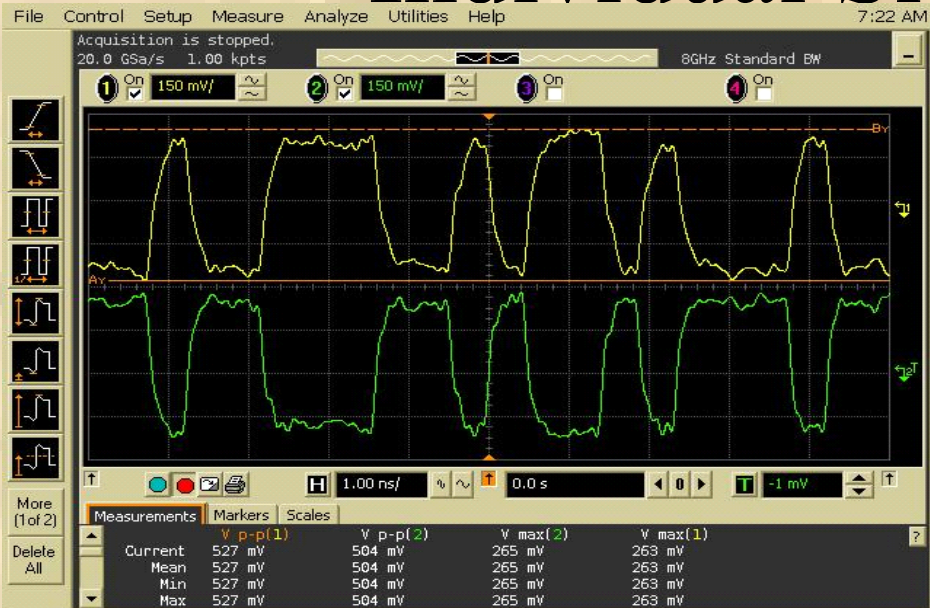 File Control Setup Measure Analyze Utilities Help 7:22 AM
Acquisition is stopped.
20.0 GSa/s 1.00 kpts 8GHz Standard BW
1 On 150 mV/ 2 On 150 mV/ 3 On 4 On
By
1
Ay
2 T
H 1.00 ns/ 0.0 s 0 T -1 mV
More
(1 of 2)
Delete
All
Measurements Markers Scales
V p-p(1) V p-p(2) V max(2) V max(1) ?
Current 527 mV 504 mV 265 mV 263 mV
Mean 527 mV 504 mV 265 mV 263 mV
Min 527 mV 504 mV 265 mV 263 mV
Max 527 mV 504 mV 265 mV 263 mV